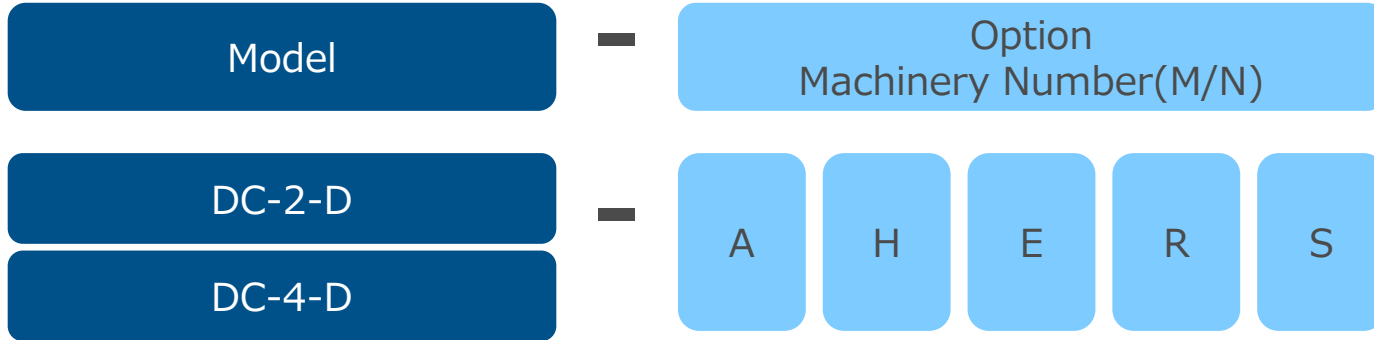 Model
Option
Machinery Number(M/N)
DC-2-D
DC-4-D
A
H
E
R
S